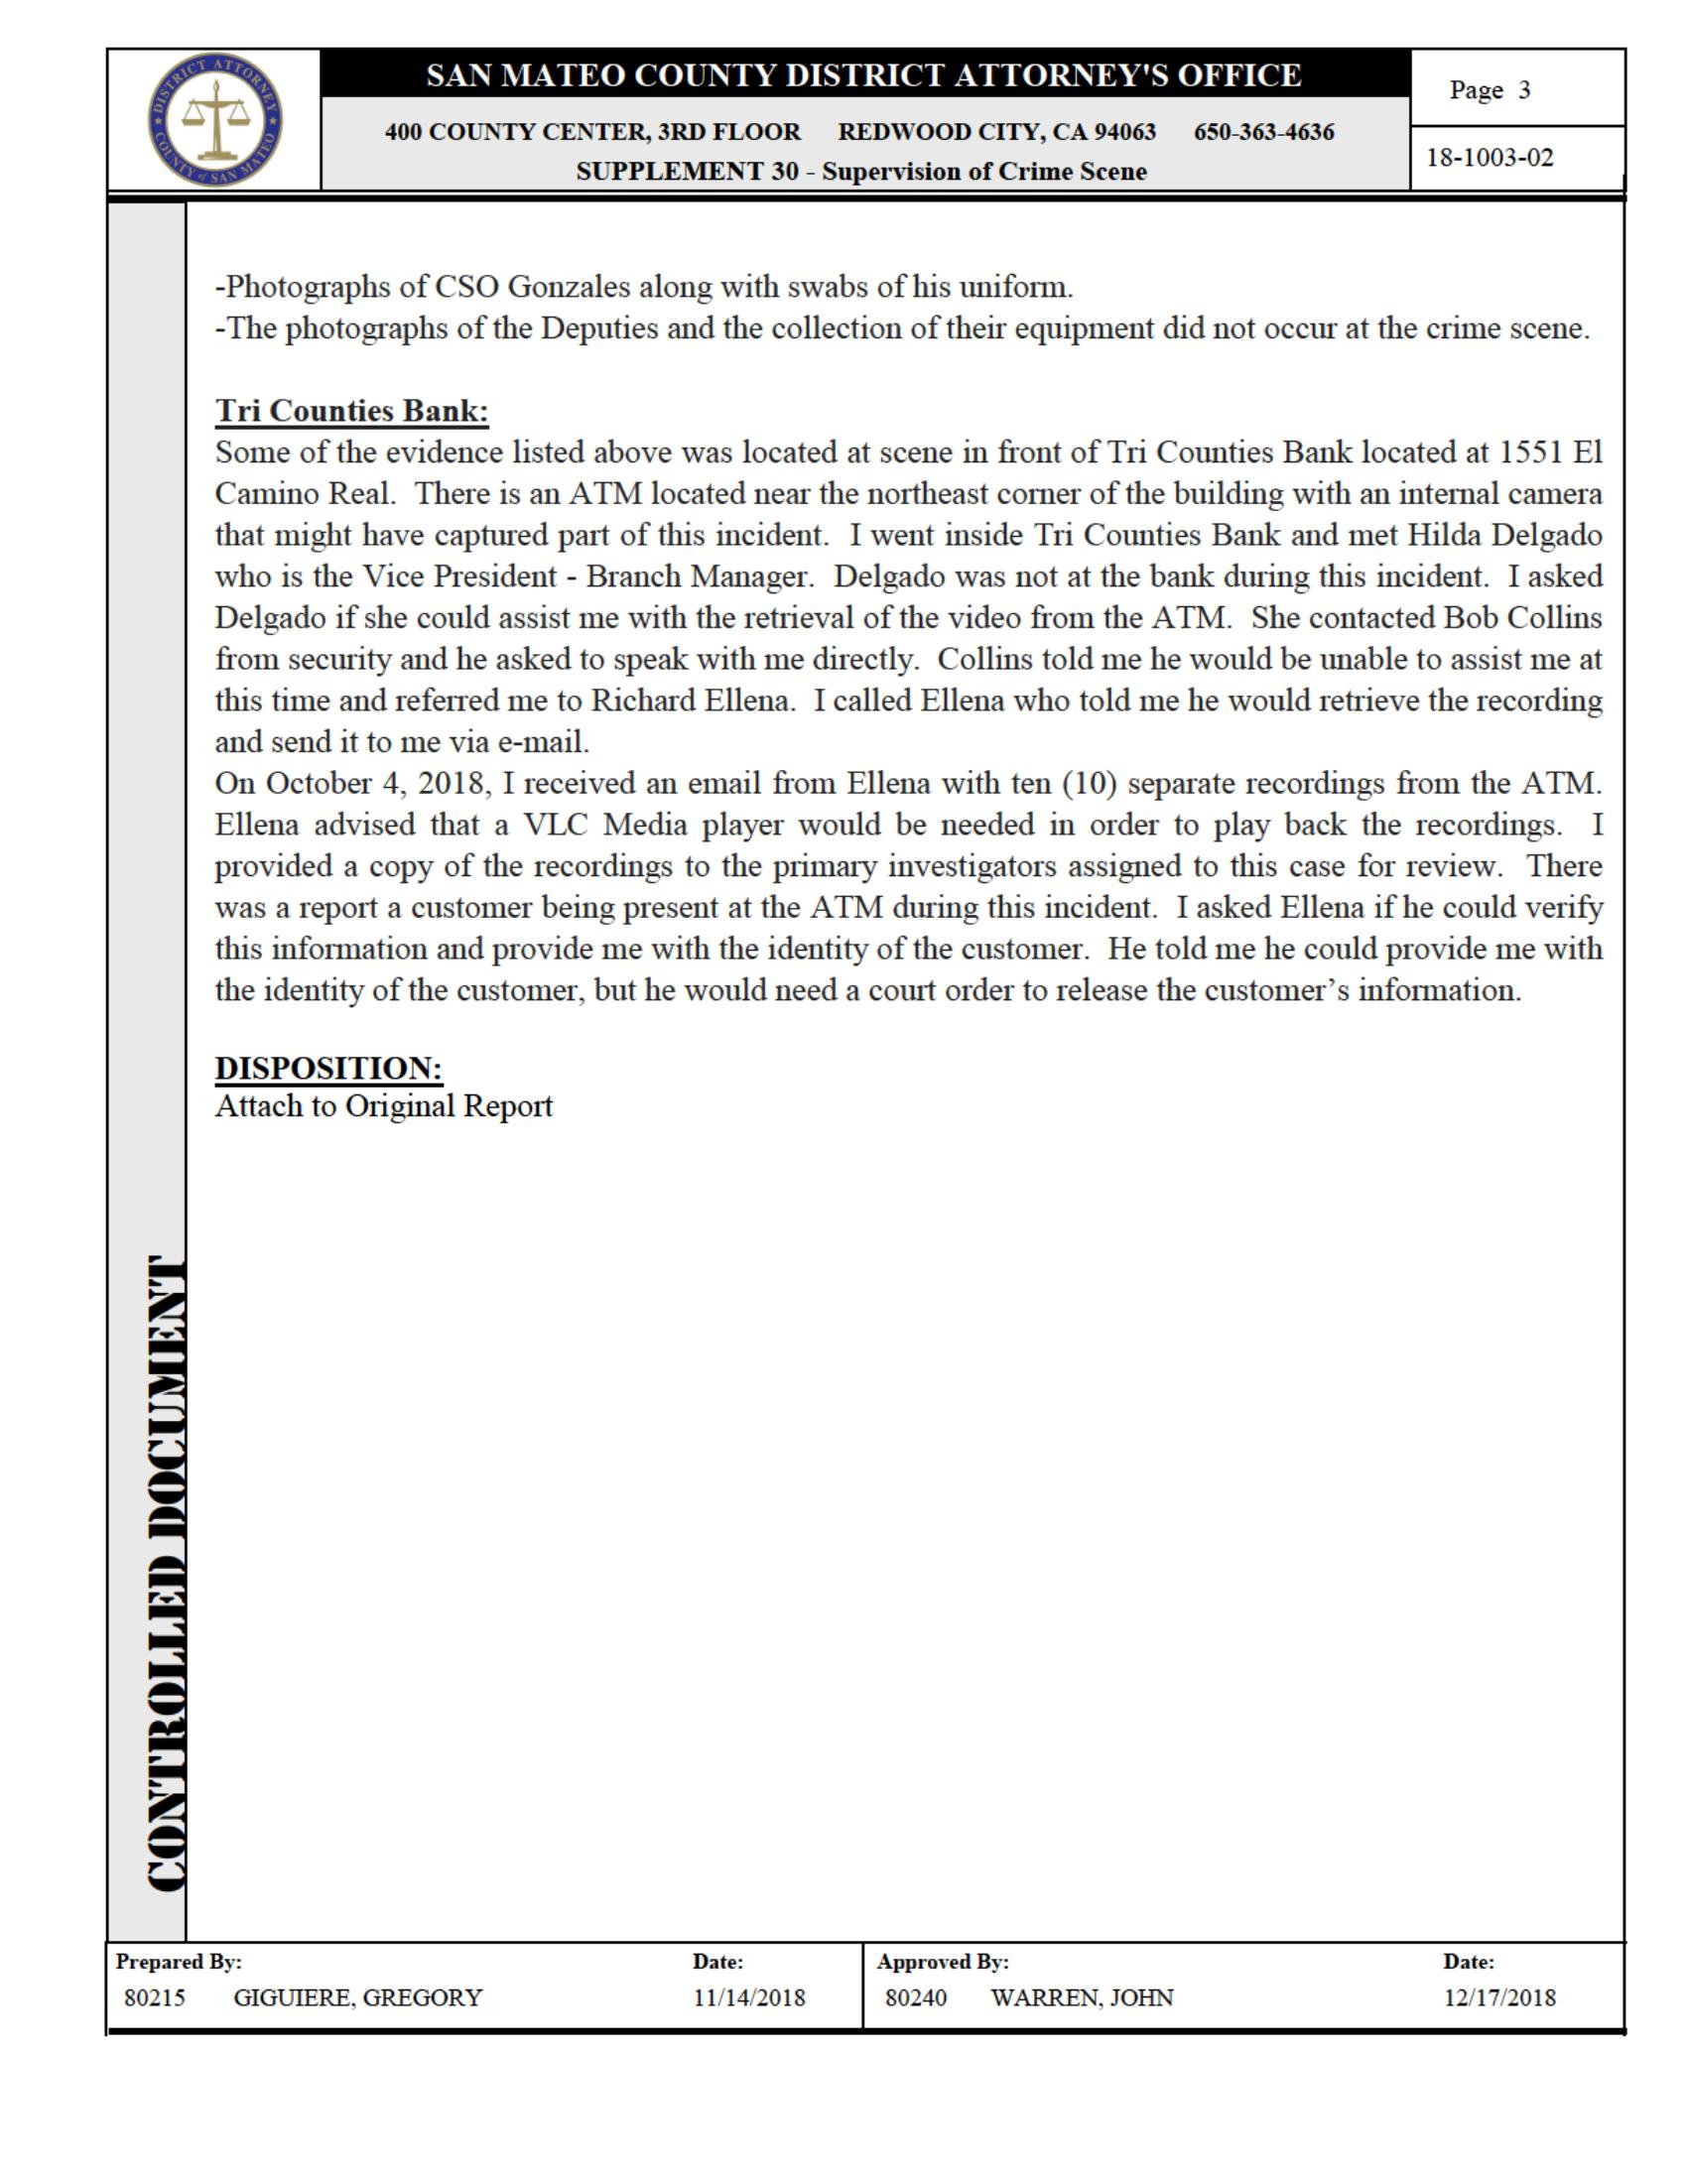 DISTRICT ATTORNEY
COUNTY of SAN MATEO
SAN MATEO COUNTY DISTRICT ATTORNEY'S OFFICE
400 COUNTY CENTER, 3RD FLOOR REDWOOD CITY, CA 94063 650-363-4636
SUPPLEMENT 30 - Supervision of Crime Scene
Page 3
18-1003-02
-Photographs of CSO Gonzales along with swabs of his uniform.
-The photographs of the Deputies and the collection of their equipment did not occur at the crime scene.
Tri Counties Bank:
Some of the evidence listed above was located at scene in front of Tri Counties Bank located at 1551 El
Camino Real. There is an ATM located near the northeast corner of the building with an internal camera
that might have captured part of this incident. I went inside Tri Counties Bank and met Hilda Delgado
who is the Vice President - Branch Manager. Delgado was not at the bank during this incident. I asked
Delgado if she could assist me with the retrieval of the video from the ATM. She contacted Bob Collins
from security and he asked to speak with me directly. Collins told me he would be unable to assist me at
this time and referred me to Richard Ellena. I called Ellena who told me he would retrieve the recording
and send it to me via e-mail.
On October 4, 2018, I received an email from Ellena with ten (10) separate recordings from the ATM.
Ellena advised that a VLC Media player would be needed in order to play back the recordings. I
provided a copy of the recordings to the primary investigators assigned to this case for review. There
was a report a customer being present at the ATM during this incident. I asked Ellena if he could verify
this information and provide me with the identity of the customer. He told me he could provide me with
the identity of the customer, but he would need a court order to release the customer’s information.
DISPOSITION:
Attach to Original Report
CONTROLLED DOCUMENT
Prepared By: Date: Approved By: Date:
80215 GIGUIERE, GREGORY 11/14/2018 80240 WARREN, JOHN 12/17/2018